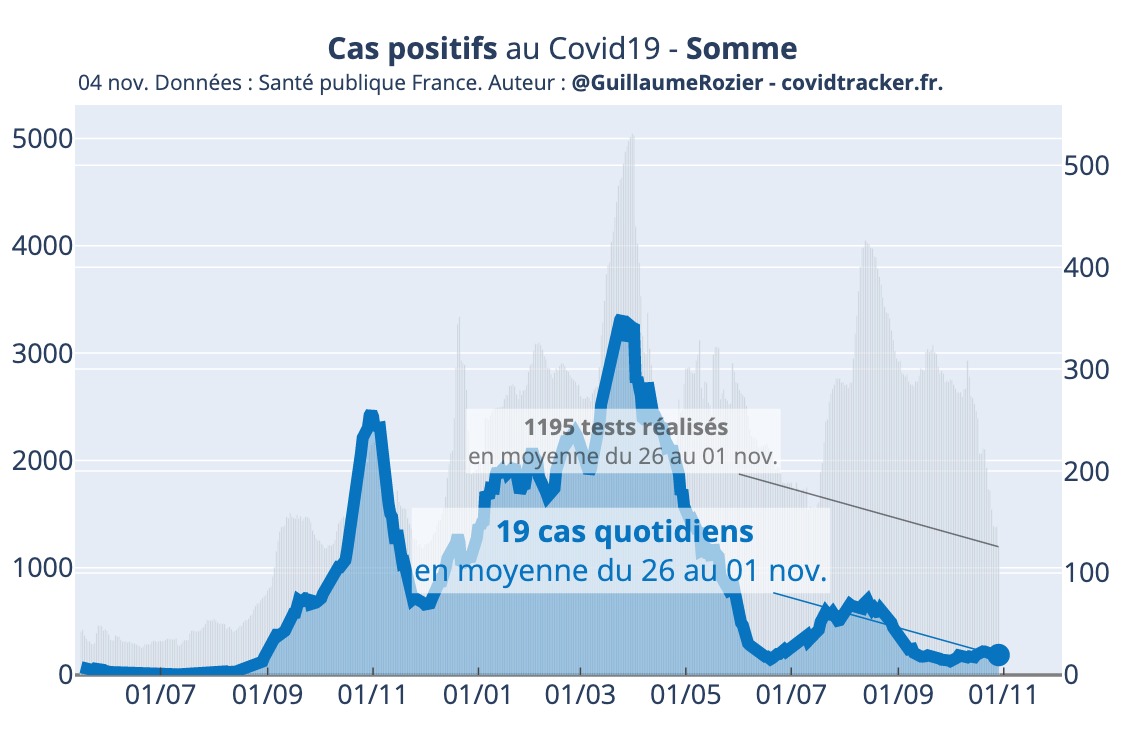 Cas positifs au Covid19 - Somme
04 nov. Données : Santé publique France. Auteur : @GuillaumeRozier - covidtracker.fr.
5000
4000
3000
2000
1000
0
500
400
300
200
100
0
1195 tests réalisés
en moyenne du 26 au 01 nov.
19 cas quotidiens
en moyenne du 26 au 01 nov.
01/07 01/09 01/11 01/01 01/03 01/05 01/07 01/09 01/11